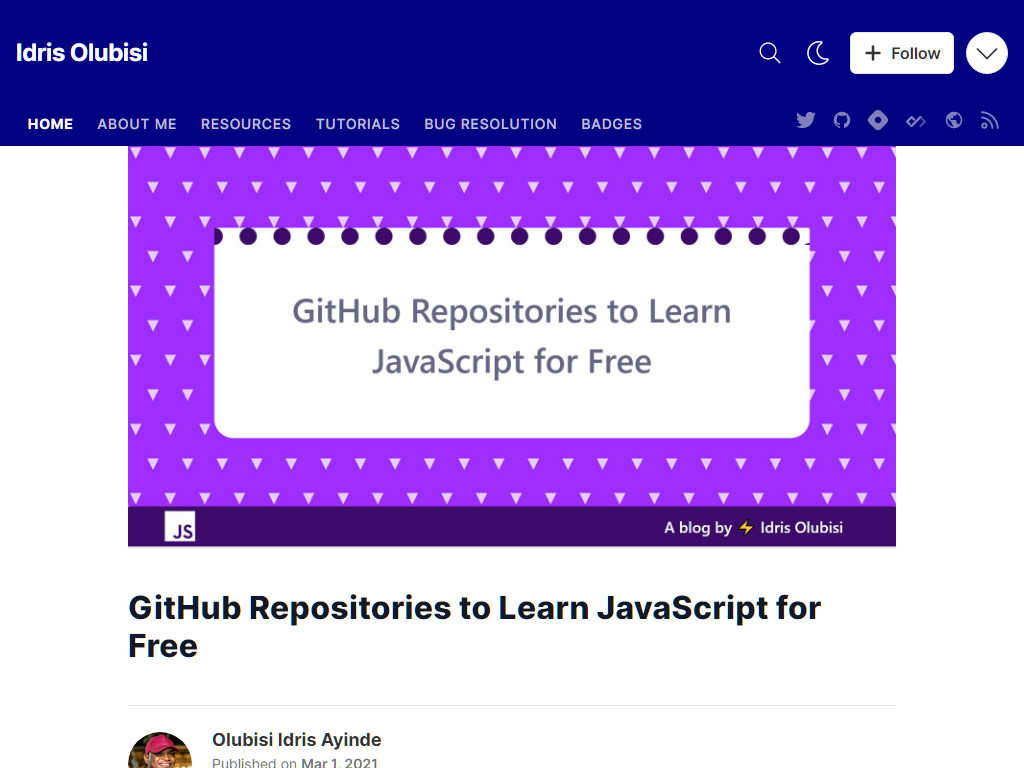 Idris Olubisi
Follow
HOME ABOUT ME RESOURCES TUTORIALS BUG RESOLUTION BADGES
GitHub Repositories to Learn
JavaScript for Free
JS
A blog by ⚡ Idris Olubisi
GitHub Repositories to Learn JavaScript for
Free
Olubisi Idris Ayinde
Published on Mar 1, 2021